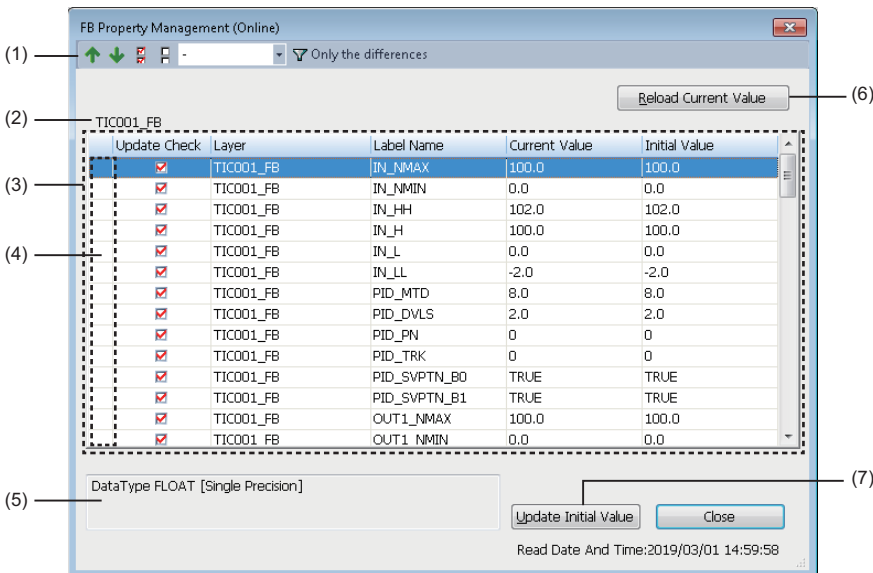 FB Property Management (Online)
(1)
- Only the differences
Reload Current Value
(6)
(2)
TIC001_FB
Update Check Layer Label Name Current Value Initial Value
TIC001_FB IN_NMAX 100.0 100.0
(3)
TIC001_FB IN_NMIN 0.0 0.0
TIC001_FB IN_HH 102.0 102.0
TIC001_FB IN_H 100.0 100.0
(4)
TIC001_FB IN_L 0.0 0.0
TIC001_FB IN_LL -2.0 -2.0
TIC001_FB PID_MTD 8.0 8.0
TIC001_FB PID_DVLS 2.0 2.0
TIC001_FB PID_PN 0 0
TIC001_FB PID_TRK 0 0
TIC001_FB PID_SVPTN_B0 TRUE TRUE
TIC001_FB PID_SVPTN_B1 TRUE TRUE
TIC001_FB OUT1_NMAX 100.0 100.0
TIC001_FB OUT1_NMIN 0.0 0.0
(7)
DataType FLOAT [Single Precision]
(5)
Update Initial Value Close
Read Date And Time:2019/03/01 14:59:58